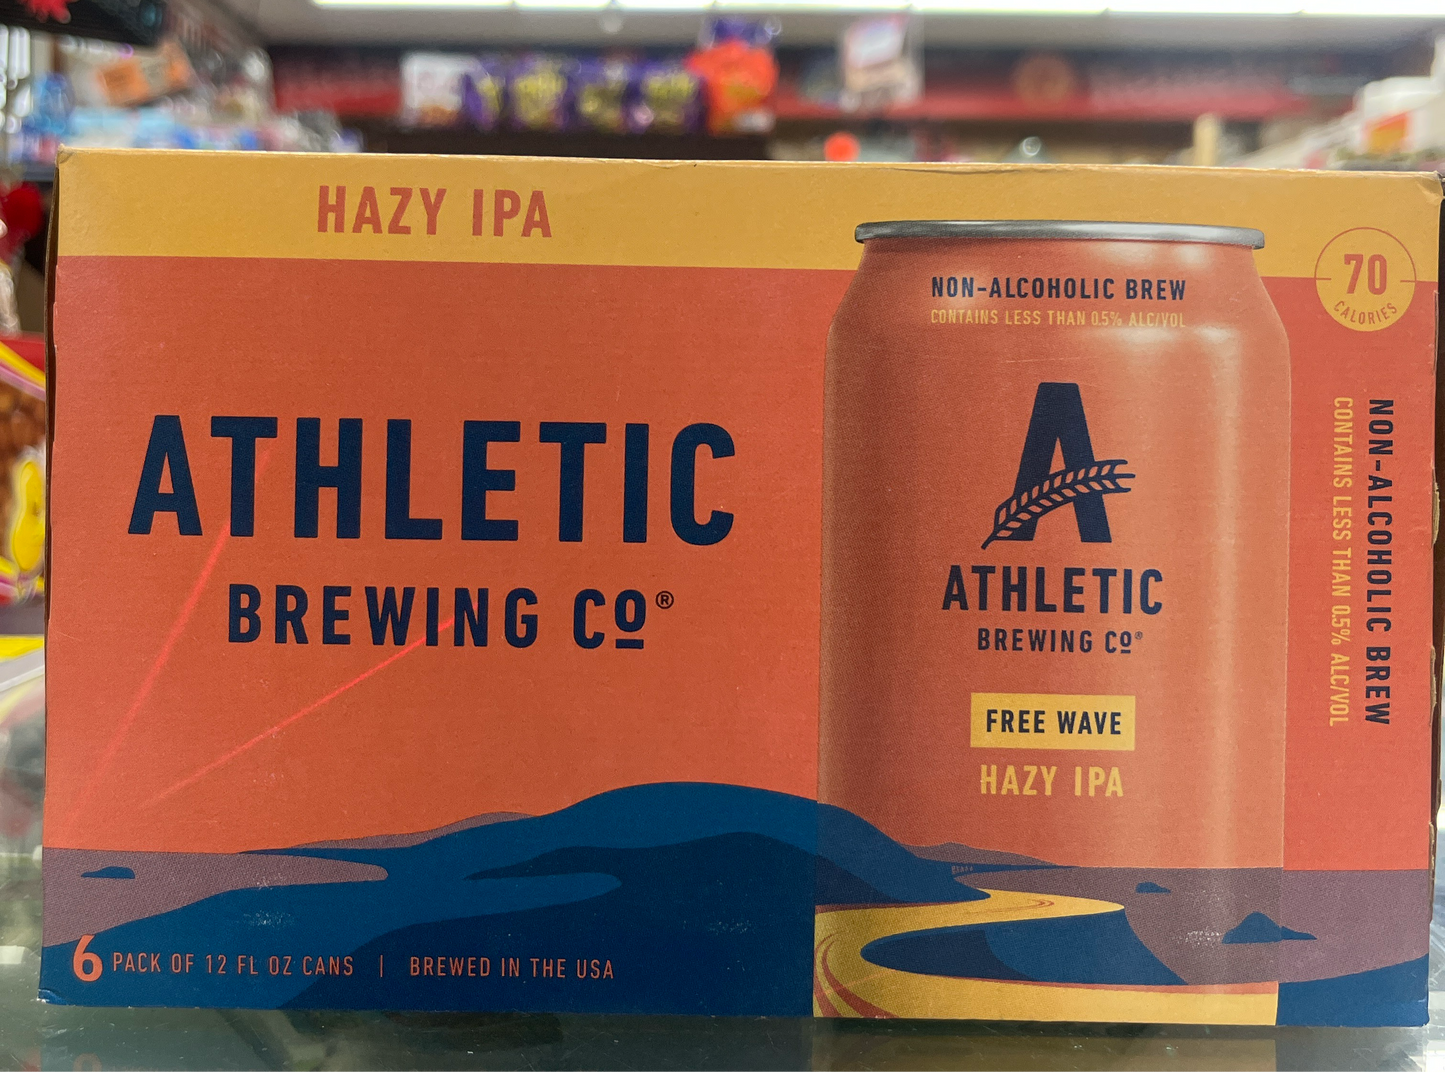 HAZY IPA
ATHLETIC
BREWING Cº®
6 PACK OF 12 FL OZ CANS | BREWED IN THE USA
NON-ALCOHOLIC BREW
CONTAINS LESS THAN 0.5% ALC/VOL
A
ATHLETIC
BREWING Cº®
FREE WAVE
HAZY IPA
70
CALORIES
NON-ALCOHOLIC BREW
CONTAINS LESS THAN 0.5% ALC/VOL